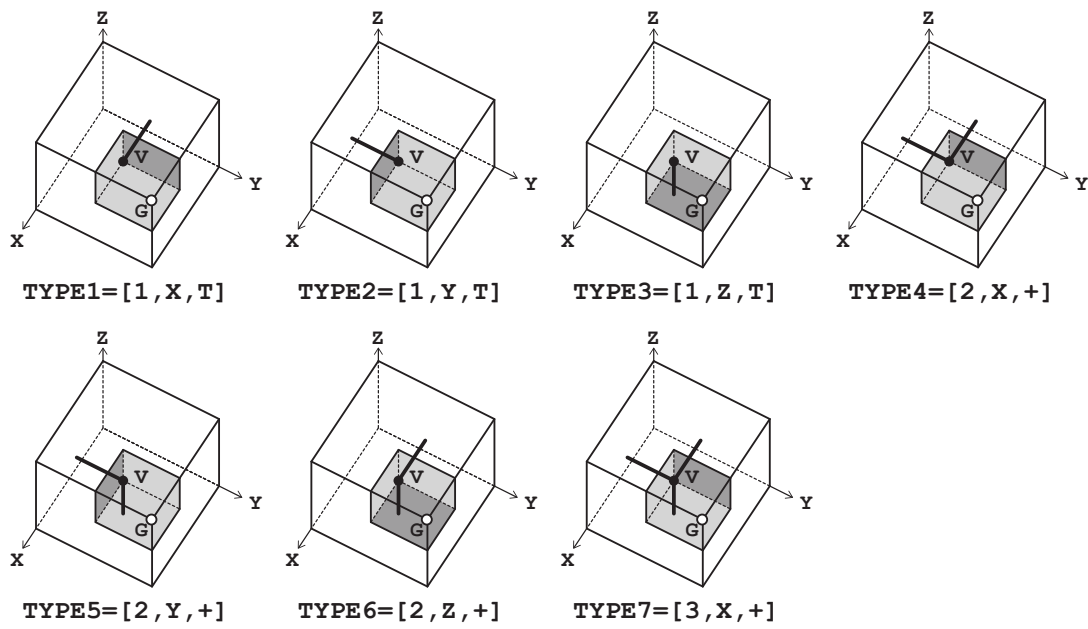 Z Z Z Z
V V V V
Y Y Y Y
G G G G
X X X X
TYPE1=[1,X,T] TYPE2=[1,Y,T] TYPE3=[1,Z,T] TYPE4=[2,X,+]
Z Z Z
V V V
Y Y Y
G G G
X X X
TYPE5=[2,Y,+] TYPE6=[2,Z,+] TYPE7=[3,X,+]